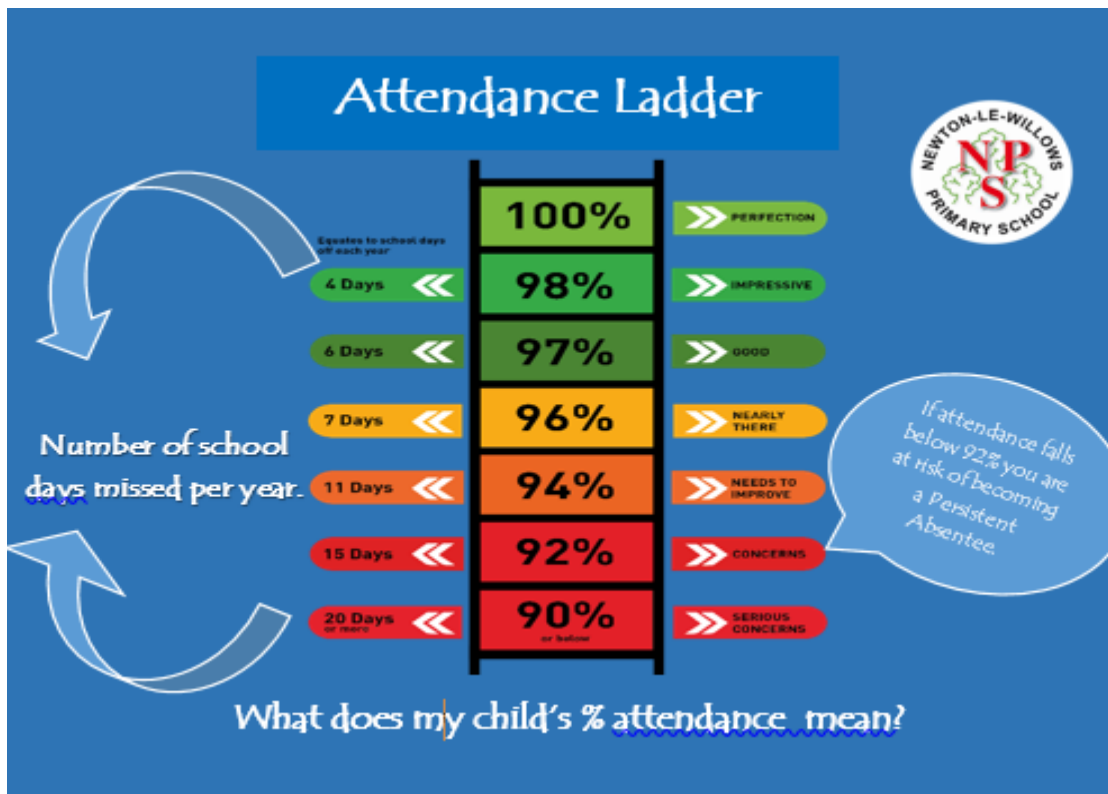 Attendance Ladder
NEWTON-LE-WILLOWS
NPS
PRIMARY SCHOOL
100%
PERFECTION
Equates to school days
off each year
4 Days
98%
IMPRESSIVE
6 Days
97%
GOOD
7 Days
96%
NEARLY
THERE
Number of school
days missed per year.
11 Days
94%
NEEDS TO
IMPROVE
If attendance falls
below 92% you are
at risk of becoming
a Persistent
Absentee.
15 Days
92%
CONCERNS
20 Days
or more
90%
or below
SERIOUS
CONCERNS
What does my child's % attendance mean?